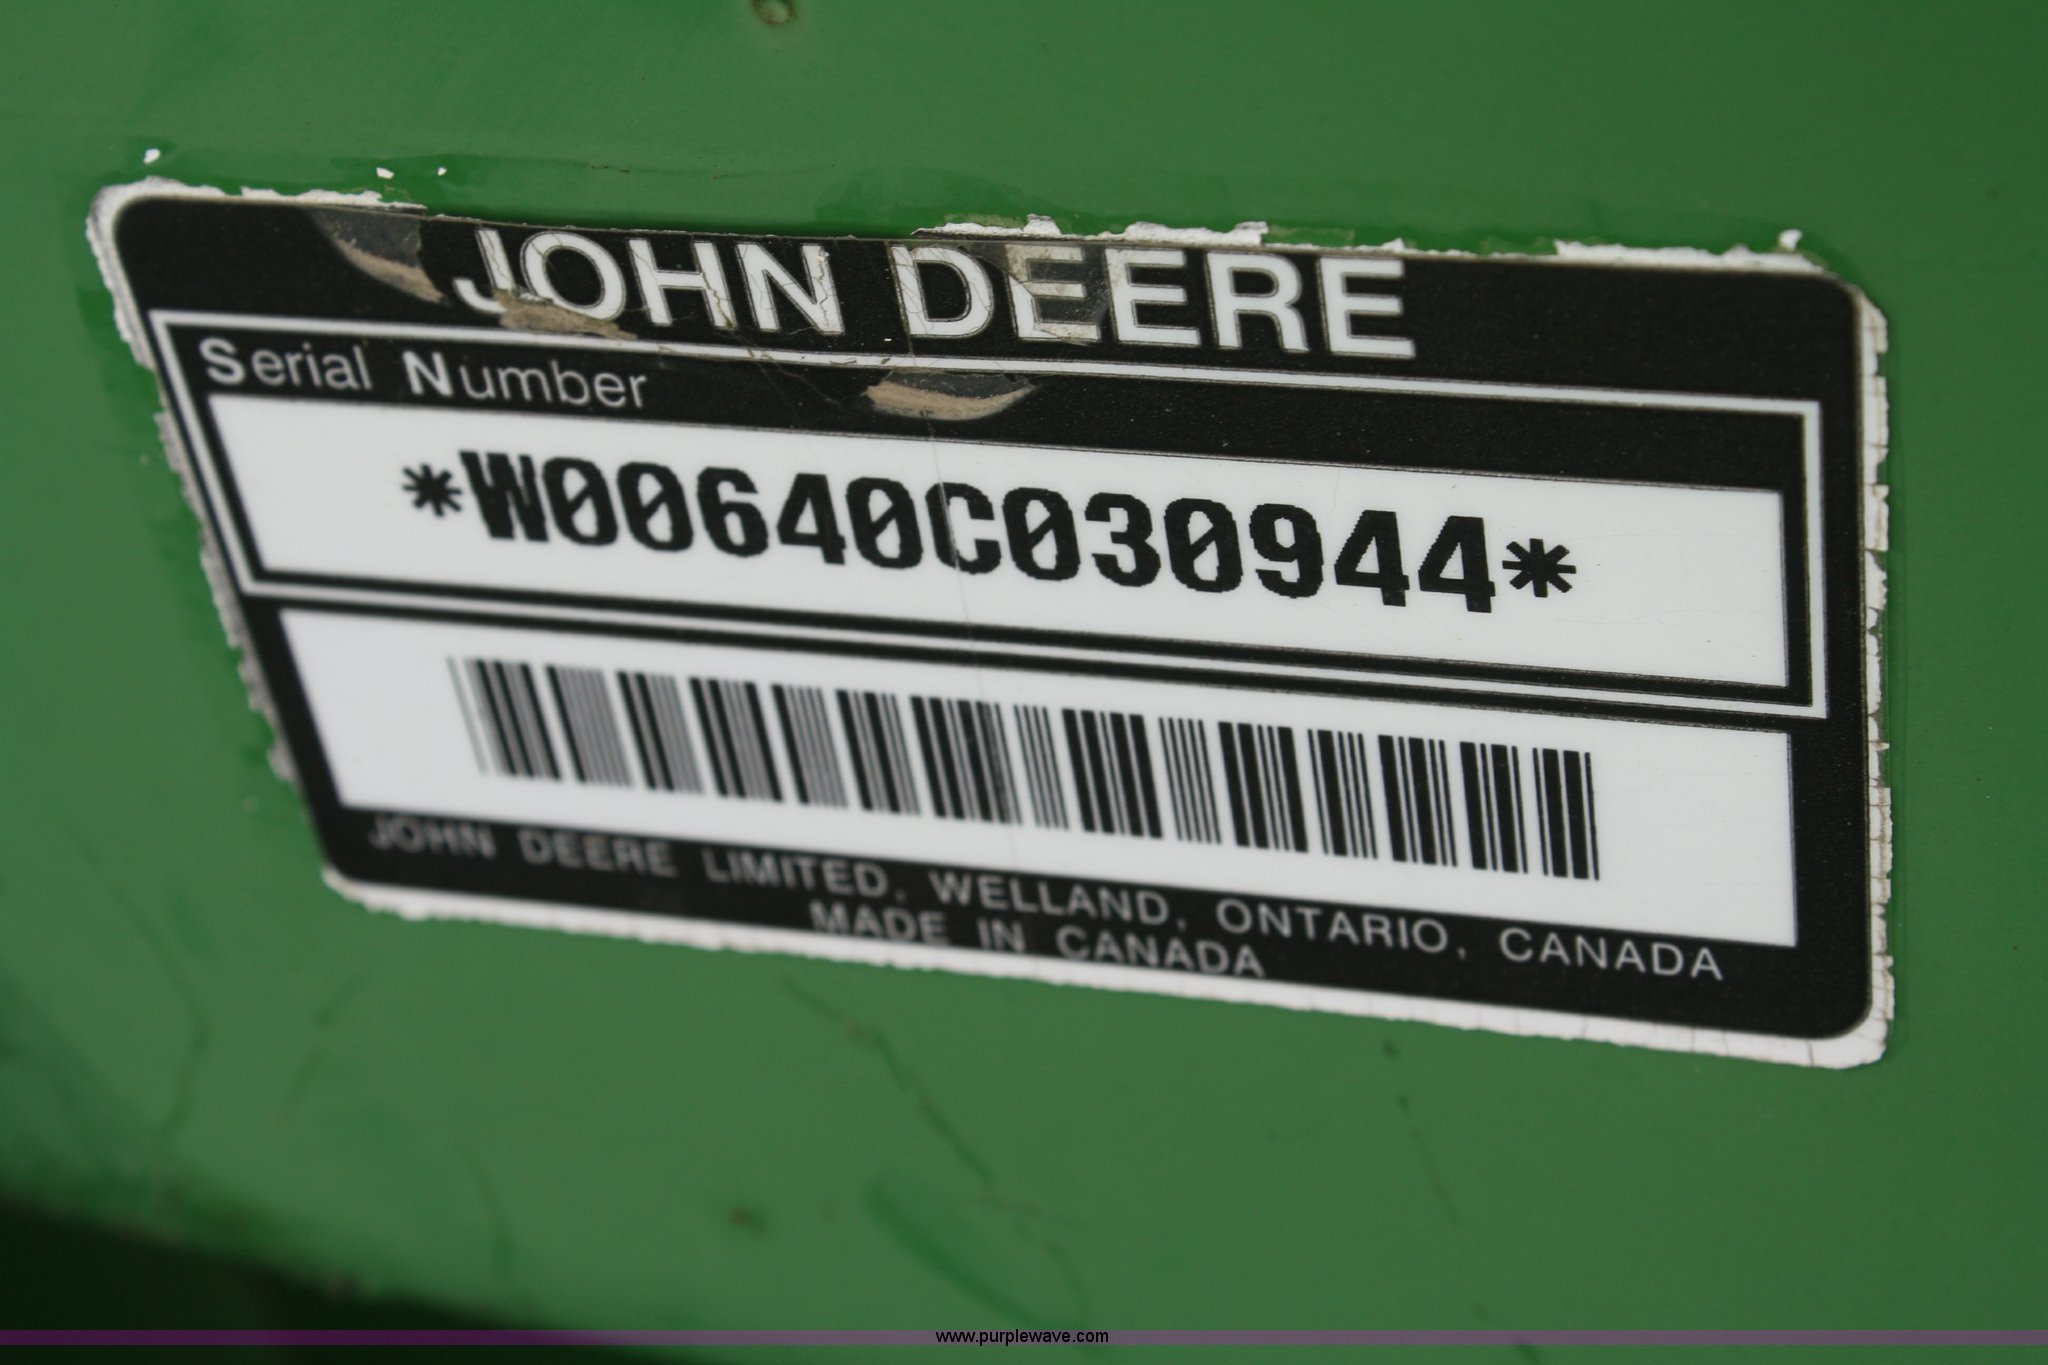 JOHN DEERE
Serial Number
*W00640C030944*
JOHN DEERE LIMITED, WELLAND, ONTARIO, CANADA
MADE IN CANADA
www.purplewave.com